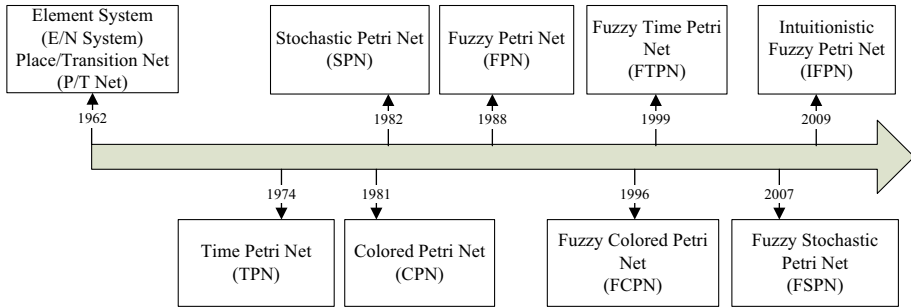 Element System
(E/N System)
Place/Transition Net
(P/T Net)
Stochastic Petri Net
(SPN)
Fuzzy Petri Net
(FPN)
Fuzzy Time Petri
Net
(FTPN)
Intuitionistic
Fuzzy Petri Net
(IFPN)
1962
1982
1988
1999
2009
1974
1981
1996
2007
Time Petri Net
(TPN)
Colored Petri Net
(CPN)
Fuzzy Colored Petri
Net
(FCPN)
Fuzzy Stochastic
Petri Net
(FSPN)